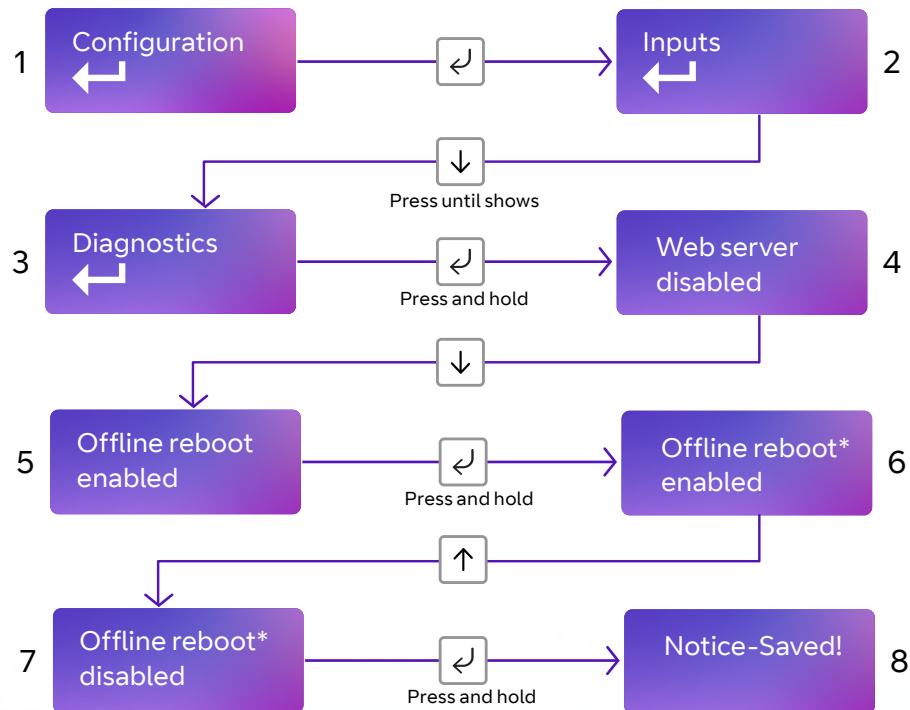 1
Configuration
Inputs
2
Press until shows
3
Diagnostics
Press and hold
Web server
disabled
4
5
Offline reboot
enabled
Press and hold
Offline reboot*
enabled
6
7
Offline reboot*
disabled
Press and hold
Notice-Saved!
8